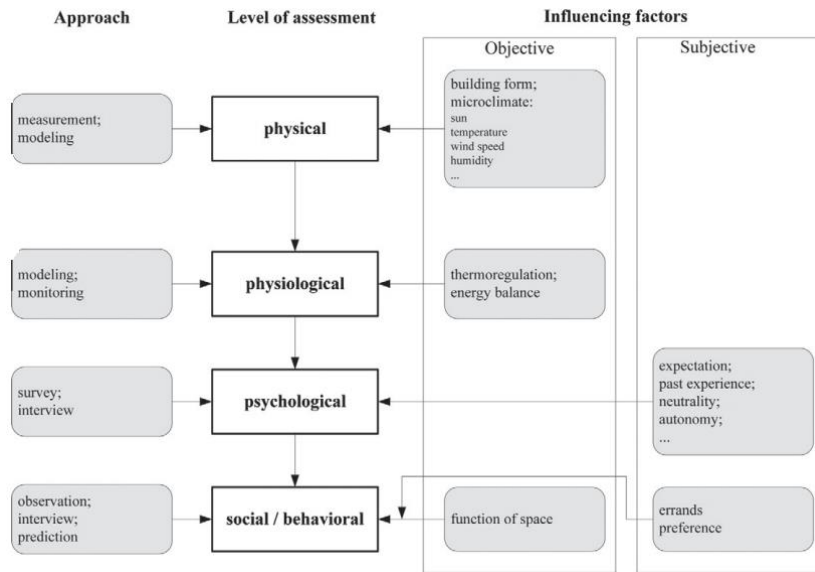 Approach
Level of assessment
Influencing factors
Objective
Subjective
measurement;
modeling
physical
building form;
microclimate:
sun
temperature
wind speed
humidity
...
modeling;
monitoring
physiological
thermoregulation;
energy balance
survey;
interview
psychological
expectation;
past experience;
neutrality;
autonomy;
...
observation;
interview;
prediction
social / behavioral
function of space
errands
preference